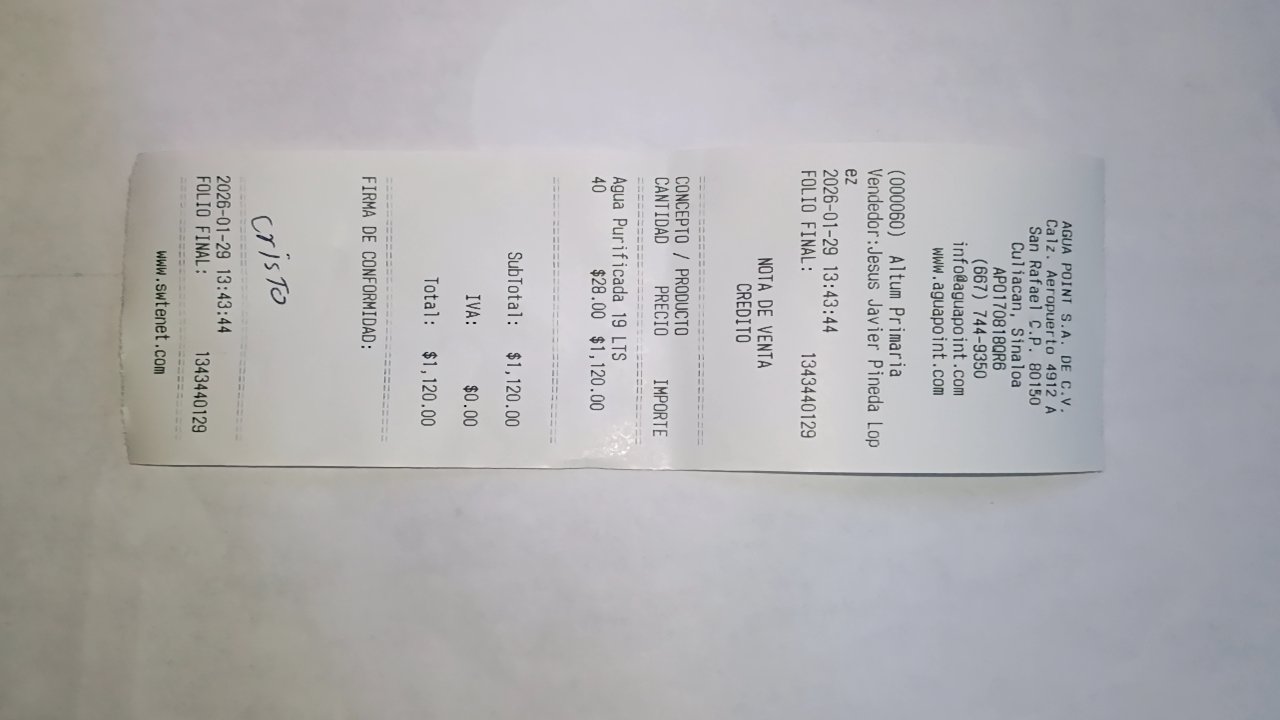 AGUA POINT S.A. DE C.V.
Calz. Aeropuerto 4912 A
San Rafael C.P. 80150
Culiacan, Sinaloa
APO170818QR6
(667) 744-9350
info@aguapoint.com
www.aguapoint.com
(000060) Altum Primaria
Vendedor:Jesus Javier Pineda Lop
ez
2026-01-29 13:43:44
FOLIO FINAL: 1343440129
NOTA DE VENTA
CREDITO
CONCEPTO / PRODUCTO
CANTIDAD PRECIO IMPORTE
Agua Purificada 19 LTS
40 $28.00 $1,120.00
SubTotal: $1,120.00
IVA: $0.00
Total: $1,120.00
FIRMA DE CONFORMIDAD:
cristo
2026-01-29 13:43:44
FOLIO FINAL: 1343440129
www.swtenet.com